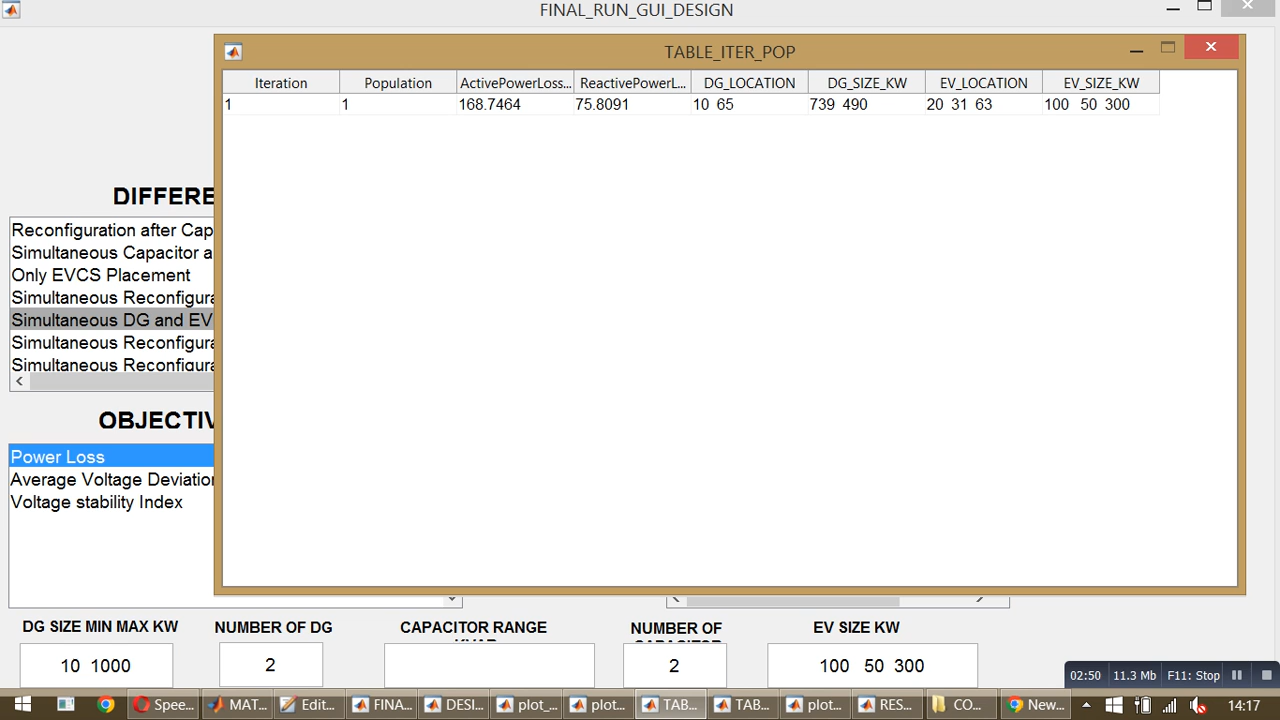 FINAL_RUN_GUI_DESIGN
TABLE_ITER_POP
Iteration Population ActivePowerLoss... ReactivePowerL... DG_LOCATION DG_SIZE_KW EV_LOCATION EV_SIZE_KW
1 1 168.7464 75.8091 10 65 739 490 20 31 63 100 50 300
DIFFERE
Reconfiguration after Cap
Simultaneous Capacitor a
Only EVCS Placement
Simultaneous Reconfigura
Simultaneous DG and EV
Simultaneous Reconfigura
Simultaneous Reconfigura
OBJECTIV
Power Loss
Average Voltage Deviation
Voltage stability Index
DG SIZE MIN MAX KW NUMBER OF DG CAPACITOR RANGE NUMBER OF EV SIZE KW
10 1000 2 2 100 50 300
02:50 11.3 Mb F11: Stop
Spee... MAT... Edit... FINA... DESI... plot_... plot... TAB... TAB... plot... RES... CO... New... 14:17